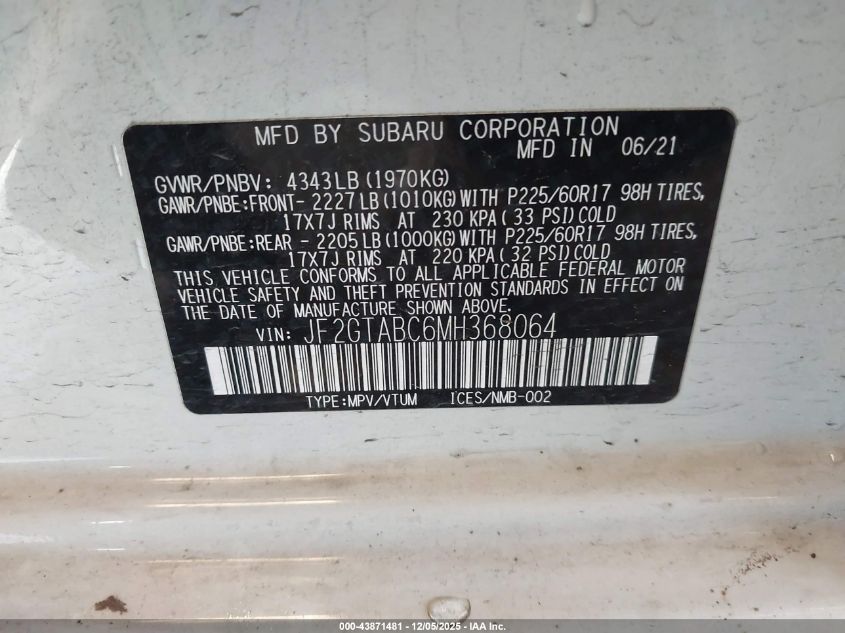 MFD BY SUBARU CORPORATION
MFD IN 06/21
GVWR/PNBV: 4343LB (1970KG)
GAWR/PNBE:FRONT- 2227LB (1010KG) WITH P225/60R17 98H TIRES,
17X7J RIMS AT 230 KPA ( 33 PSI) COLD
GAWR/PNBE:REAR - 2205LB (1000KG) WITH P225/60R17 98H TIRES,
17X7J RIMS AT 220 KPA ( 32 PSI) COLD
THIS VEHICLE CONFORMS TO ALL APPLICABLE FEDERAL MOTOR
VEHICLE SAFETY AND THEFT PREVENTION STANDARDS IN EFFECT ON
THE DATE OF MANUFACTURE SHOWN ABOVE.
VIN: JF2GTABC6MH368064
TYPE:MPV/VTUM ICES/NMB-002
000-43871481 - 12/05/2025 - IAA Inc.